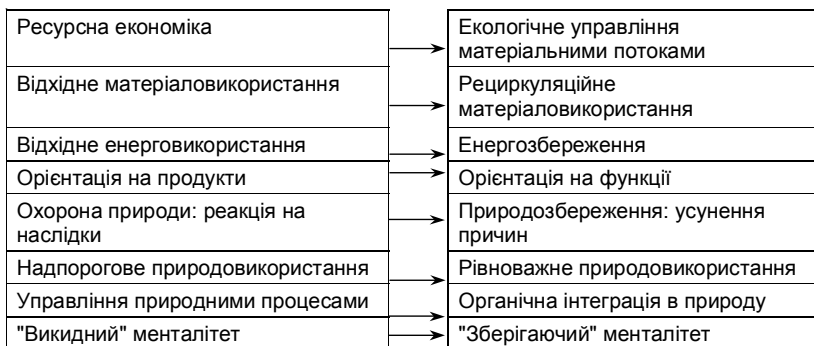 Ресурсна економіка
Екологічне управління
матеріальними потоками
Відхідне матеріаловикористання
Рециркуляційне
матеріаловикористання
Відхідне енерговикористання
Енергозбереження
Орієнтація на продукти
Орієнтація на функції
Охорона природи: реакція на
наслідки
Природозбереження: усунення
причин
Надпорогове природовикористання
Рівноважне природовикористання
Управління природними процесами
Органічна інтеграція в природу
"Викидний" менталітет
"Зберігаючий" менталітет